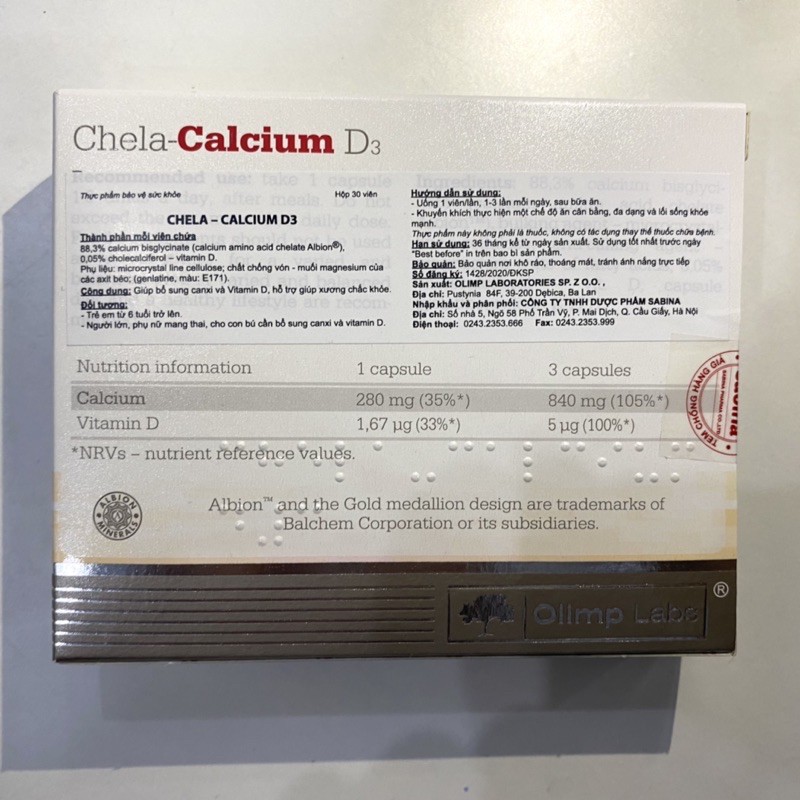 Chela-Calcium D3
Thực phẩm bảo vệ sức khỏe
Hộp 30 viên
CHELA – CALCIUM D3
Thành phần mỗi viên chứa
88,3% calcium bisglycinate (calcium amino acid chelate Albion®),
0,05% cholecalciferol – vitamin D.
Phụ liệu: microcrystal line cellulose; chất chống vón - muối magnesium của
các axit béo; (genlatine, màu: E171).
Công dụng: Giúp bổ sung canxi và Vitamin D, hỗ trợ giúp xương chắc khỏe.
Đối tượng:
- Trẻ em từ 6 tuổi trở lên.
- Người lớn, phụ nữ mang thai, cho con bú cần bổ sung canxi và vitamin D.
Hướng dẫn sử dụng:
- Uống 1 viên/lần, 1-3 lần mỗi ngày, sau bữa ăn.
- Khuyến khích thực hiện một chế độ ăn cân bằng, đa dạng và lối sống khỏe
mạnh.
Thực phẩm này không phải là thuốc, không có tác dụng thay thế thuốc chữa bệnh.
Hạn sử dụng: 36 tháng kể từ ngày sản xuất. Sử dụng tốt nhất trước ngày
"Best before" in trên bao bì sản phẩm.
Bảo quản: Bảo quản nơi khô ráo, thoáng mát, tránh ánh nắng trực tiếp
Số đăng ký: 1428/2020/ĐKSP
Sản xuất: OLIMP LABORATORIES SP. Z O.O. ,
Địa chỉ: Pustynia 84F, 39-200 Dębica, Ba Lan
Nhập khẩu và phân phối: CÔNG TY TNHH DƯỢC PHẨM SABINA
Địa chỉ: Số nhà 5, Ngõ 58 Phố Trần Vỹ, P. Mai Dịch, Q. Cầu Giấy, Hà Nội
Điện thoại: 0243.2353.666 Fax: 0243.2353.999
Nutrition information 1 capsule 3 capsules
Calcium 280 mg (35%*) 840 mg (105%*)
Vitamin D 1,67 µg (33%*) 5 µg (100%*)
*NRVs – nutrient reference values.
TEM CHỐNG HÀNG GIẢ
ALBION MINERALS
Albion™ and the Gold medallion design are trademarks of
Balchem Corporation or its subsidiaries.
Olimp Labs®